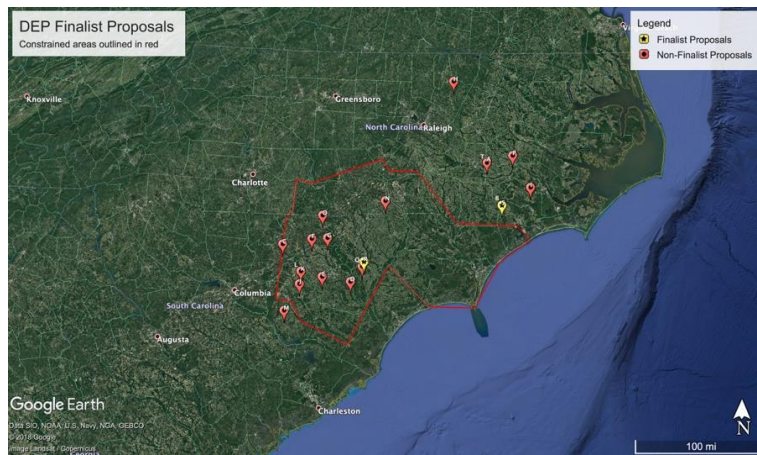 DEP Finalist Proposals
Constrained areas outlined in red
Legend
Finalist Proposals
Non-Finalist Proposals
Knoxville
Greensboro
North Carolina
Raleigh
Charlotte
Columbia
South Carolina
Augusta
Charleston
Google Earth
Data SIO, NOAA, U.S. Navy, NGA, GEBCO
© 2018 Google
Image Landsat / Copernicus
N
100 mi